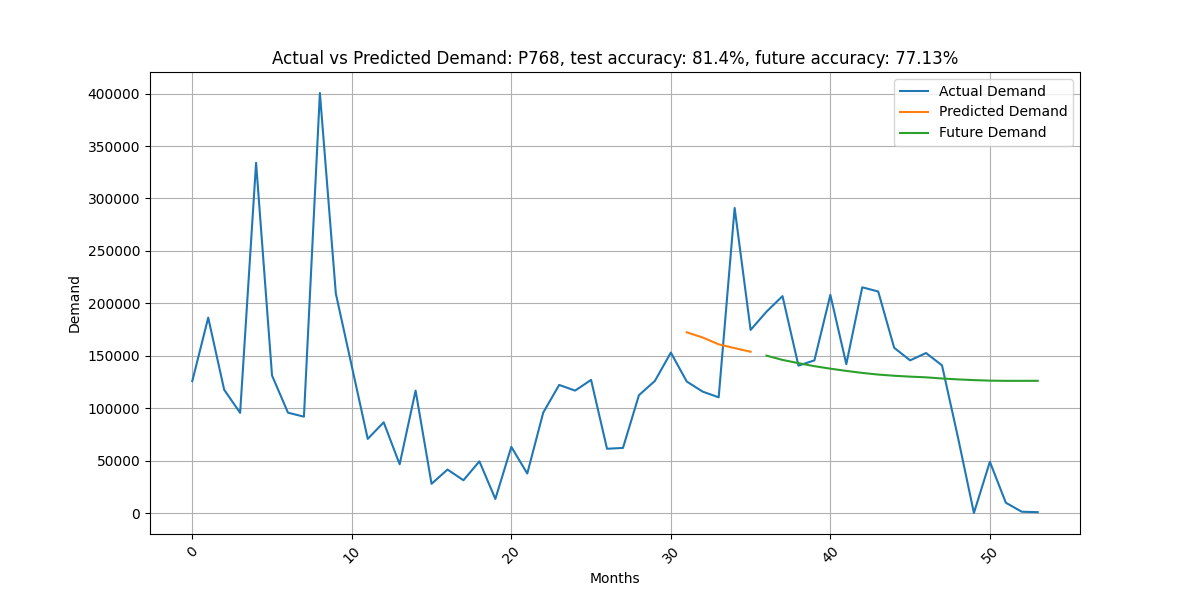 Actual vs Predicted Demand: P768, test accuracy: 81.4%, future accuracy: 77.13%
Actual Demand
Predicted Demand
Future Demand
Demand
400000
350000
300000
250000
200000
150000
100000
50000
0
0
10
20
30
40
50
Months